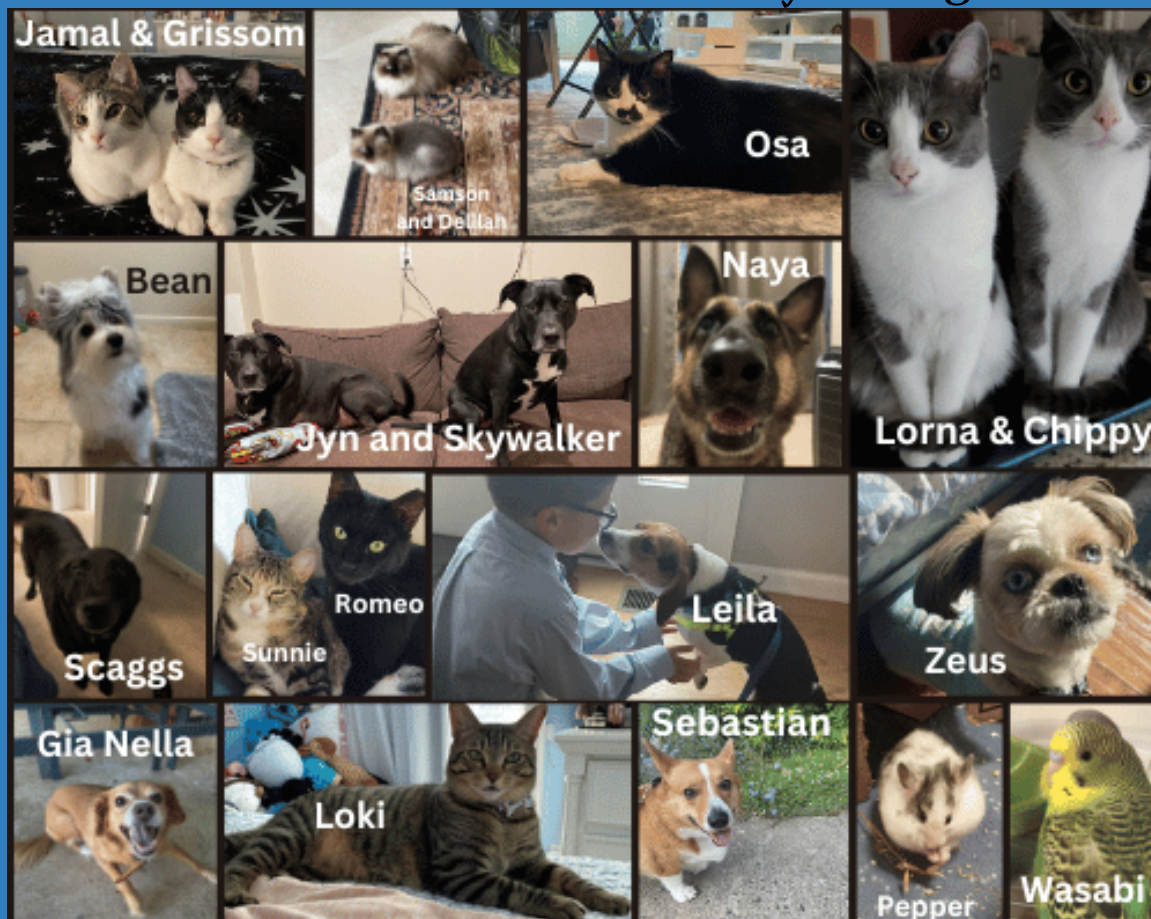 Jamal & Grissom
Samson
and Delilah
Osa
Lorna & Chippy
Bean
Jyn and Skywalker
Naya
Scaggs
Romeo
Sunnie
Leila
Zeus
Gia Nella
Loki
Sebastian
Pepper
Wasabi